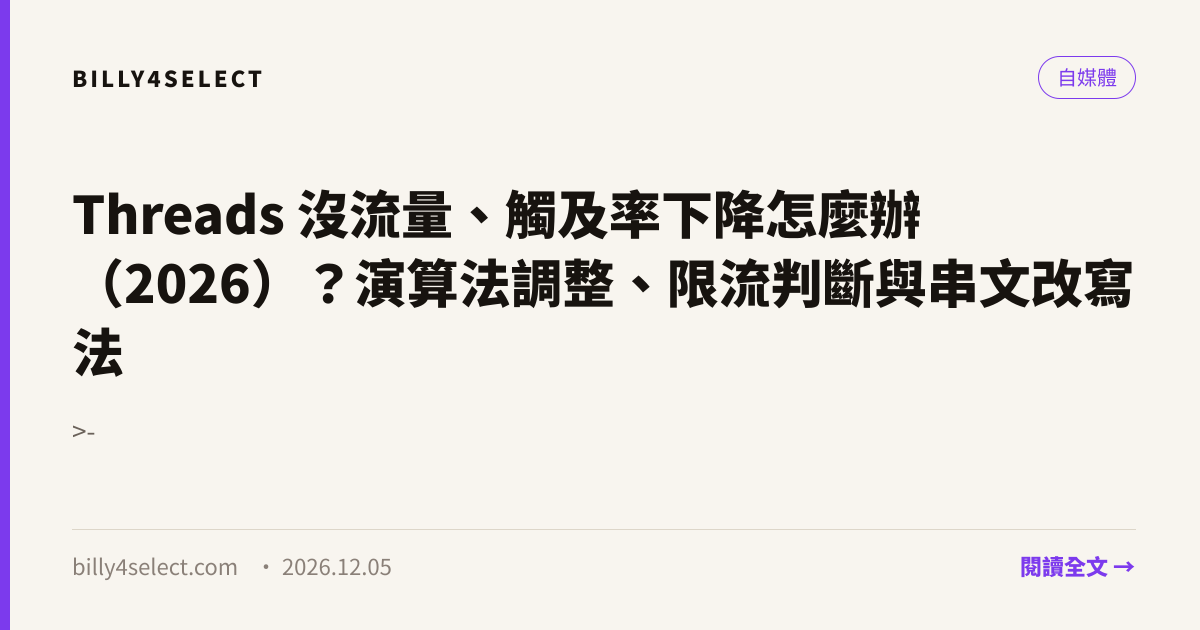 BILLY4SELECT
自媒體
Threads 沒流量、觸及率下降怎麼辦
（2026）？演算法調整、限流判斷與串文改寫
法
>-
billy4select.com ・ 2026.12.05
閱讀全文 →